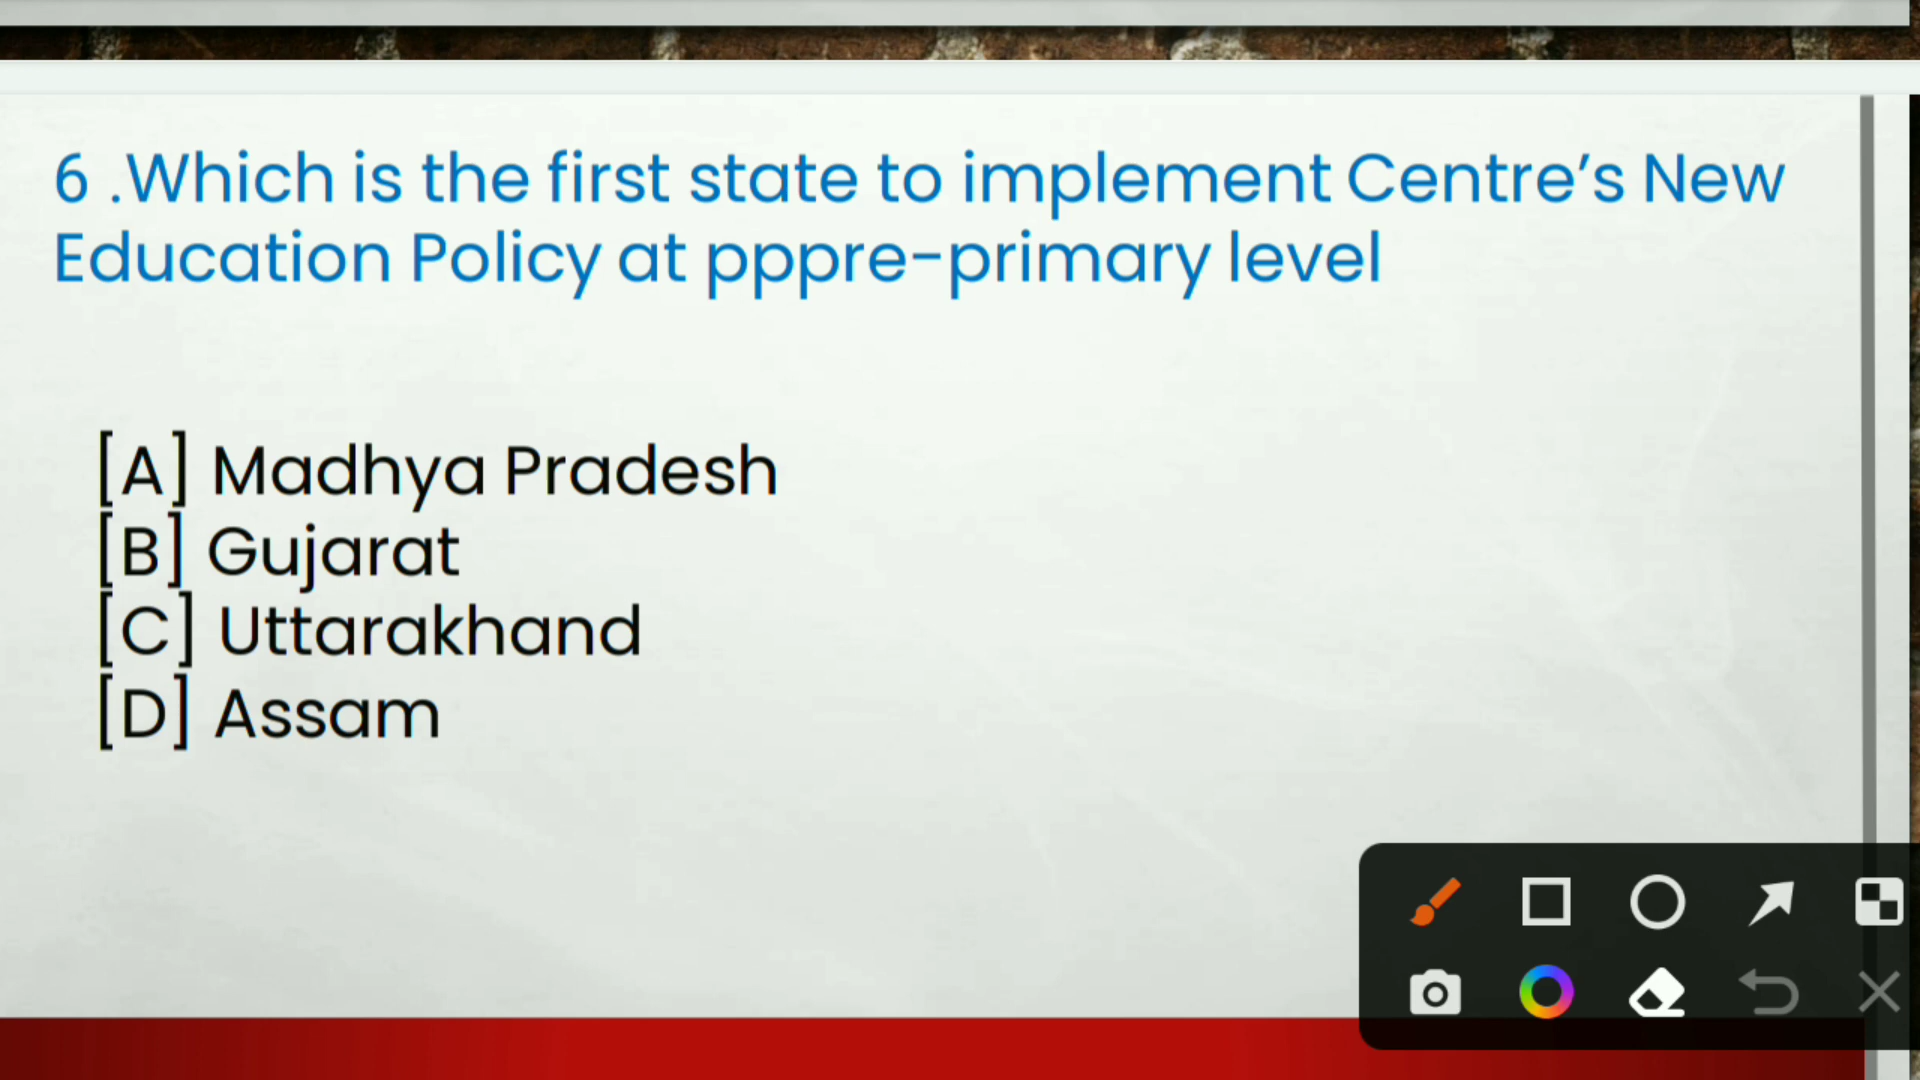 6 .Which is the first state to implement Centre’s New
Education Policy at pppre-primary level
[A] Madhya Pradesh
[B] Gujarat
[C] Uttarakhand
[D] Assam